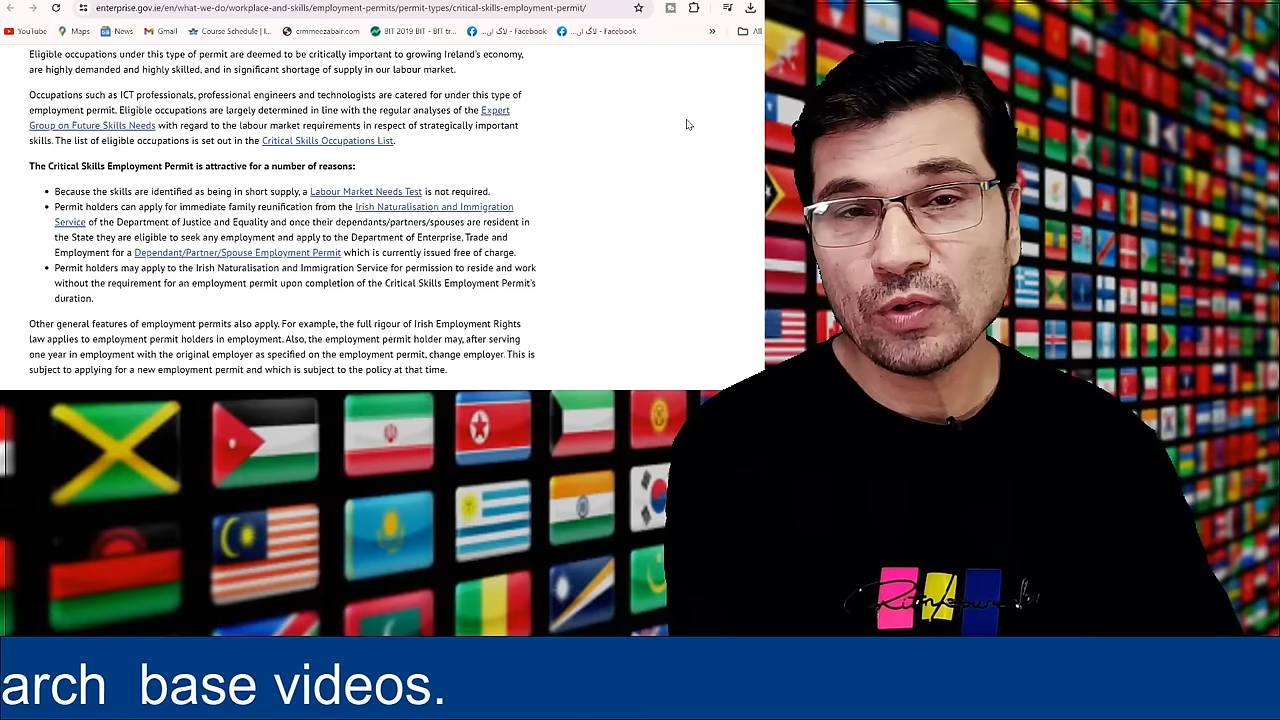 enterprise.gov.ie/en/what-we-do/workplace-and-skills/employment-permits/permit-types/critical-skills-employment-permit/
YouTube Maps News Gmail Course Schedule | I... crmmeezabair.com BIT 2019 BIT - BIT tr... لاگ ان... - Facebook لاگ ان... - Facebook » All
Eligible occupations under this type of permit are deemed to be critically important to growing Ireland's economy,
are highly demanded and highly skilled, and in significant shortage of supply in our labour market.
Occupations such as ICT professionals, professional engineers and technologists are catered for under this type of
employment permit. Eligible occupations are largely determined in line with the regular analyses of the Expert
Group on Future Skills Needs with regard to the labour market requirements in respect of strategically important
skills. The list of eligible occupations is set out in the Critical Skills Occupations List.
The Critical Skills Employment Permit is attractive for a number of reasons:
• Because the skills are identified as being in short supply, a Labour Market Needs Test is not required.
• Permit holders can apply for immediate family reunification from the Irish Naturalisation and Immigration
Service of the Department of Justice and Equality and once their dependants/partners/spouses are resident in
the State they are eligible to seek any employment and apply to the Department of Enterprise, Trade and
Employment for a Dependant/Partner/Spouse Employment Permit which is currently issued free of charge.
• Permit holders may apply to the Irish Naturalisation and Immigration Service for permission to reside and work
without the requirement for an employment permit upon completion of the Critical Skills Employment Permit's
duration.
Other general features of employment permits also apply. For example, the full rigour of Irish Employment Rights
law applies to employment permit holders in employment. Also, the employment permit holder may, after serving
one year in employment with the original employer as specified on the employment permit, change employer. This is
subject to applying for a new employment permit and which is subject to the policy at that time.
arch base videos.